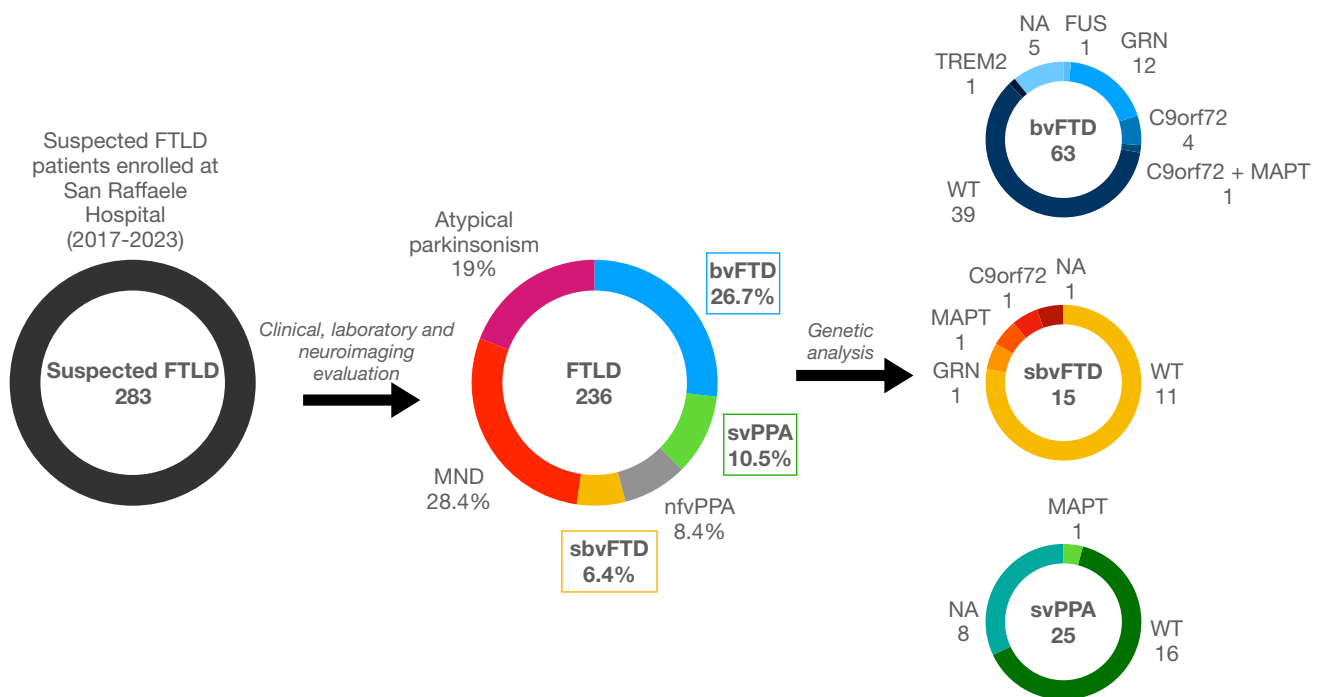 Suspected FTLD
patients enrolled at
San Raffaele
Hospital
(2017-2023)
Suspected FTLD
283
Clinical, laboratory and
neuroimaging
evaluation
Atypical
parkinsonism
19%
bvFTD
26.7%
FTLD
236
svPPA
10.5%
MND
28.4%
nfvPPA
8.4%
sbvFTD
6.4%
Genetic
analysis
NA
5
FUS
1
GRN
12
TREM2
1
C9orf72
4
bvFTD
63
C9orf72 + MAPT
1
WT
39
C9orf72
1
NA
1
MAPT
1
GRN
1
sbvFTD
15
WT
11
MAPT
1
NA
8
svPPA
25
WT
16